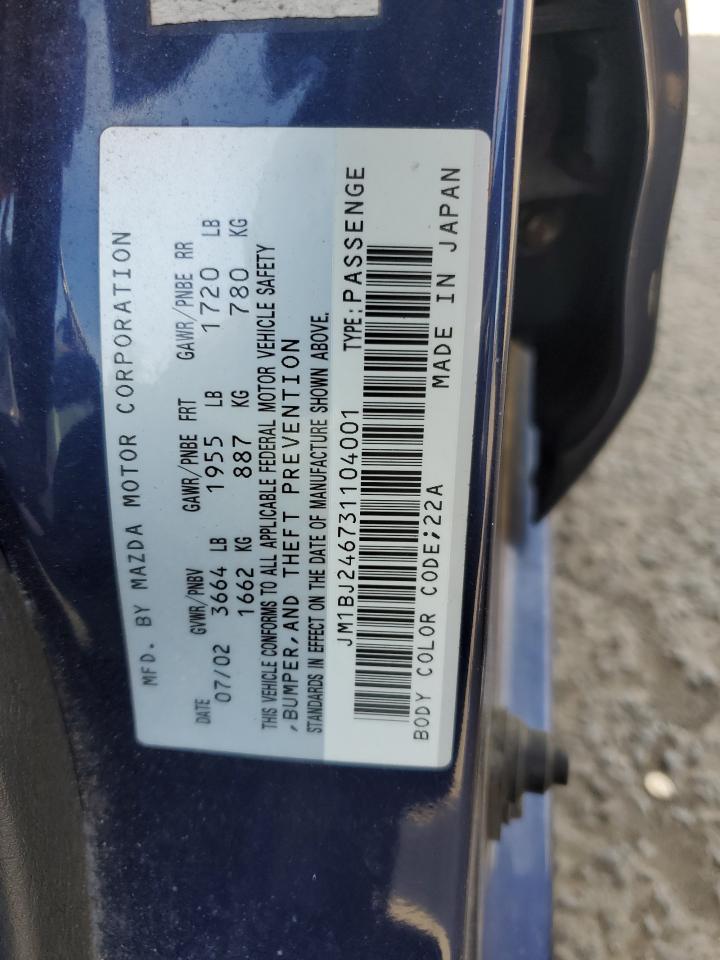 MFD. BY MAZDA MOTOR CORPORATION
DATE GVWR/PNBV GAWR/PNBE FRT GAWR/PNBE RR
07/02 3664 LB 1955 LB 1720 LB
1662 KG 887 KG 780 KG
THIS VEHICLE CONFORMS TO ALL APPLICABLE FEDERAL MOTOR VEHICLE SAFETY
,BUMPER,AND THEFT PREVENTION
STANDARDS IN EFFECT ON THE DATE OF MANUFACTURE SHOWN ABOVE.
JM1BJ246731104001 TYPE:PASSENGE
BODY COLOR CODE;22A MADE IN JAPAN